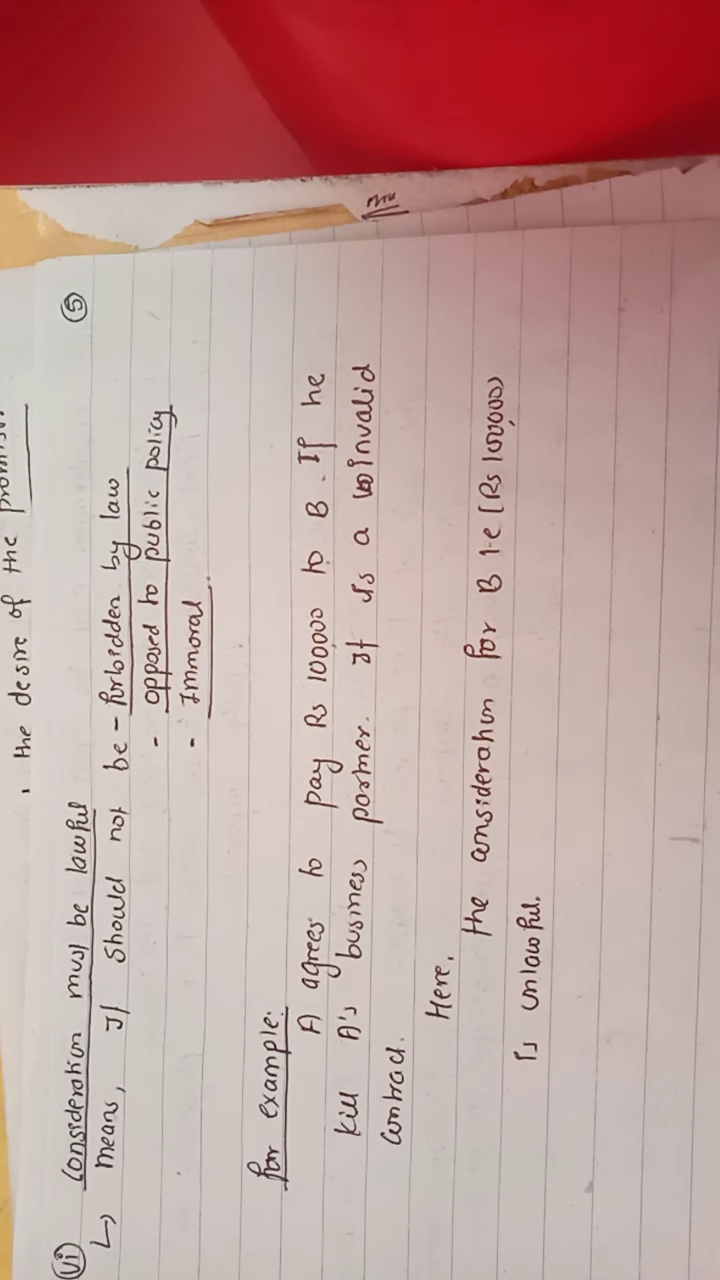 the desire of the
⑤
(vi) Consideration must be lawful
↳ means, It should not be - forbidden by law
- opposed to public policy
- Immoral
for example:
A agrees to pay Rs 100000 to B. If he
kill A's business partner. It is a invalid
contract.
Here,
the consideration for B i.e (Rs 100000)
is unlawful.